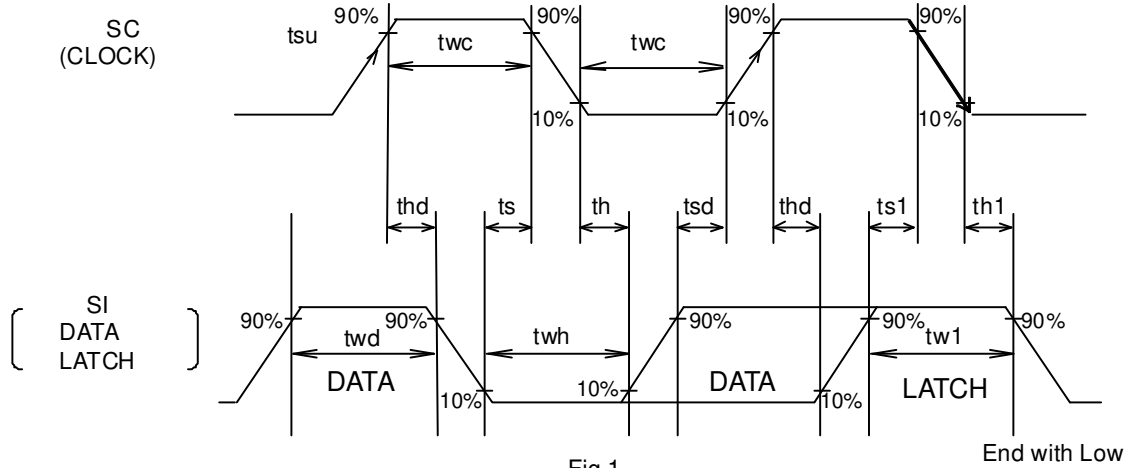 90% 90% 90% 90%
SC
(CLOCK)
tsu
twc twc
10% 10% 10%
thd ts th tsd thd ts1 th1
SI
DATA
LATCH
90% 90% 90% 90% 90%
twd twh tw1
DATA DATA LATCH
10% 10% 10%
End with Low
Fig.1